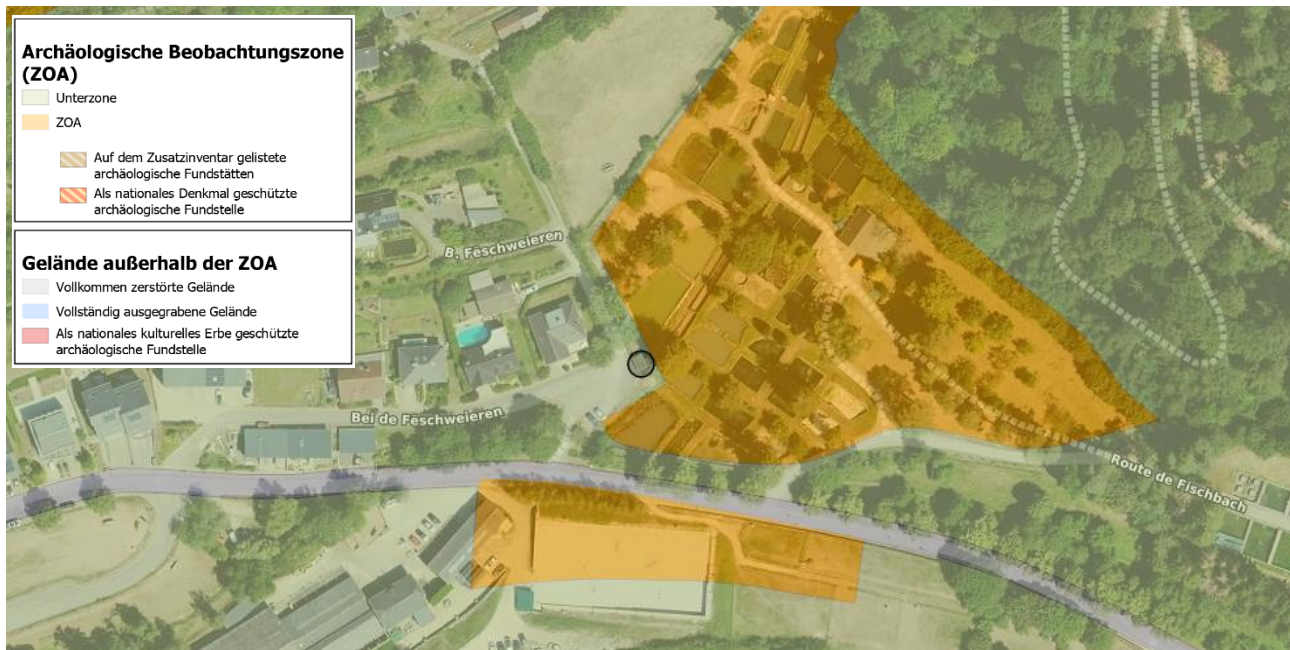 Archäologische Beobachtungszone
(ZOA)
Unterzone
ZOA
Auf dem Zusatzinventar gelistete
archäologische Fundstätten
Als nationales Denkmal geschützte
archäologische Fundstelle
Gelände außerhalb der ZOA
Vollkommen zerstörte Gelände
Vollständig ausgegrabene Gelände
Als nationales kulturelles Erbe geschützte
archäologische Fundstelle
B. Fëschweieren
Bei de Fëschweieren
Route de Fischbach